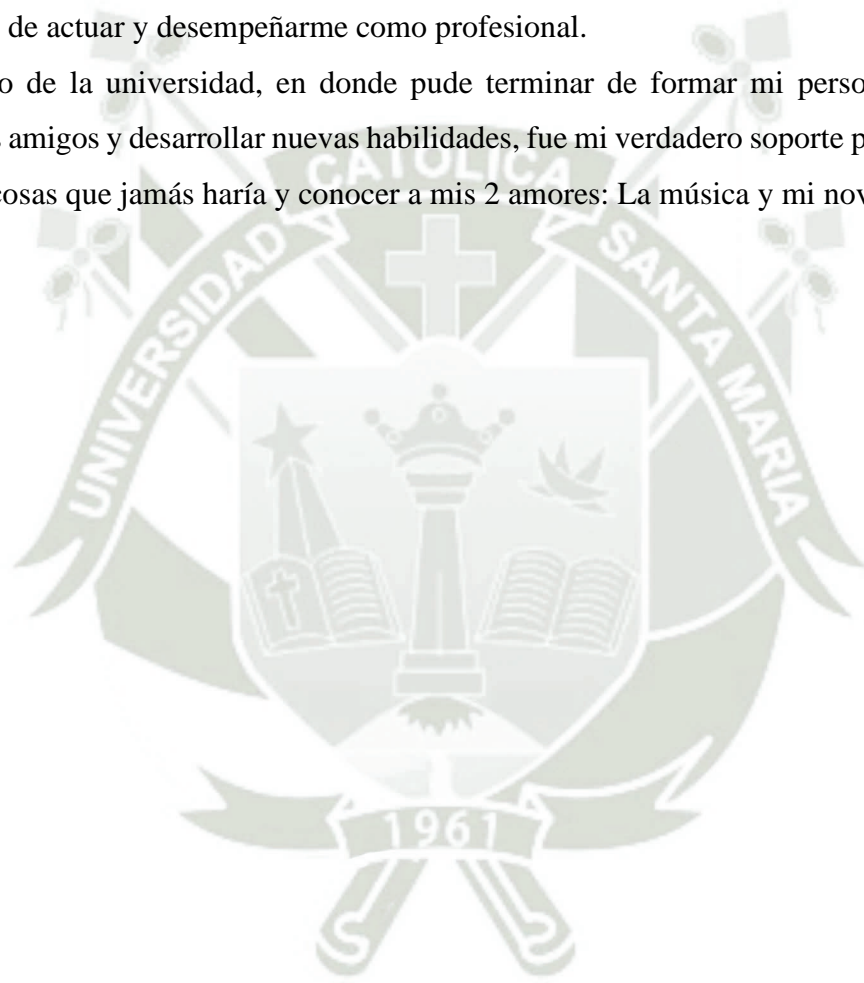 de actuar y desempeñarme como profesional.
o de la universidad, en donde pude terminar de formar mi perso
s amigos y desarrollar nuevas habilidades, fue mi verdadero soporte p
cosas que jamás haría y conocer a mis 2 amores: La música y mi nov
UNIVERSIDAD CATOLICA SANTA MARIA
1961